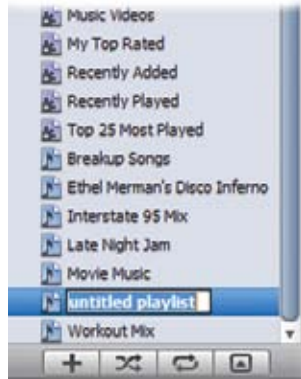 Music Videos
My Top Rated
Recently Added
Recently Played
Top 25 Most Played
Breakup Songs
Ethel Merman's Disco Inferno
Interstate 95 Mix
Late Night Jam
Movie Music
untitled playlist
Workout Mix